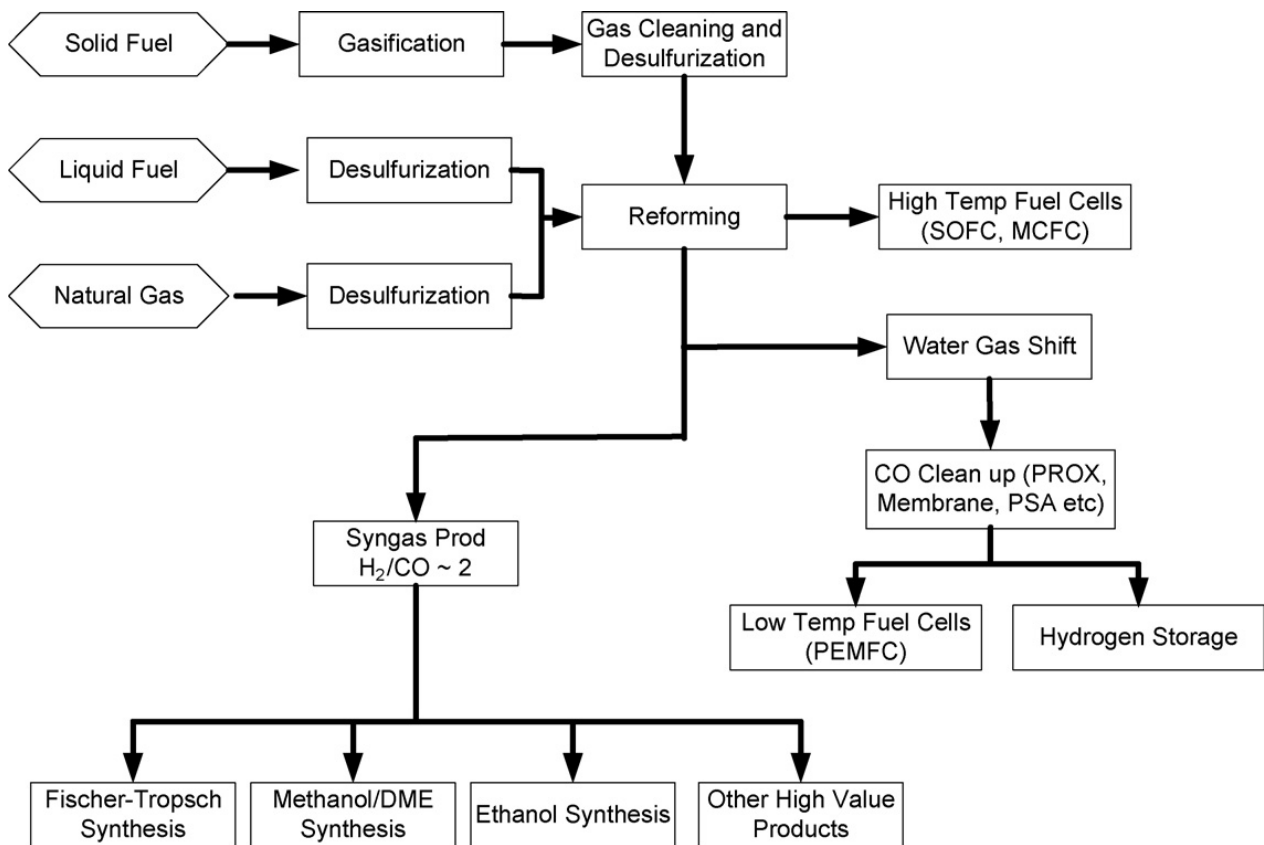 Solid Fuel
Gasification
Gas Cleaning and
Desulfurization
Liquid Fuel
Desulfurization
Reforming
High Temp Fuel Cells
(SOFC, MCFC)
Natural Gas
Desulfurization
Water Gas Shift
CO Clean up (PROX,
Membrane, PSA etc)
Syngas Prod
H₂/CO ~ 2
Low Temp Fuel Cells
(PEMFC)
Hydrogen Storage
Fischer-Tropsch
Synthesis
Methanol/DME
Synthesis
Ethanol Synthesis
Other High Value
Products